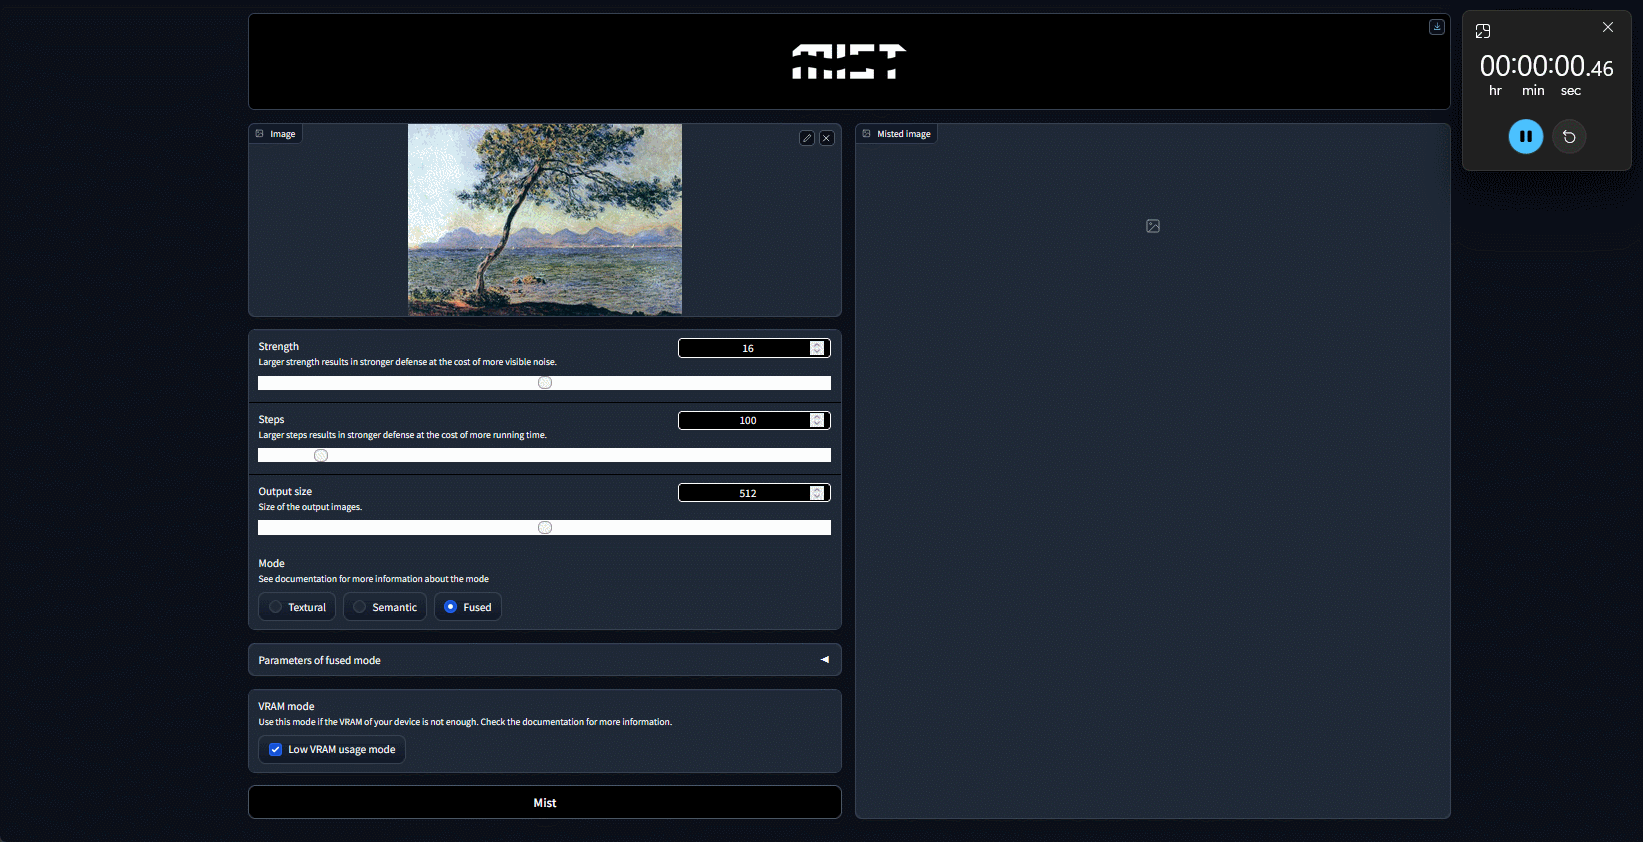 MIST
Image
Misted image
00:00:00.46
hr min sec
Strength
16
Larger strength results in stronger defense at the cost of more visible noise.
Steps
100
Larger steps results in stronger defense at the cost of more running time.
Output size
512
Size of the output images.
Mode
See documentation for more information about the mode
Textural Semantic Fused
Parameters of fused mode
VRAM mode
Use this mode if the VRAM of your device is not enough. Check the documentation for more information.
Low VRAM usage mode
Mist